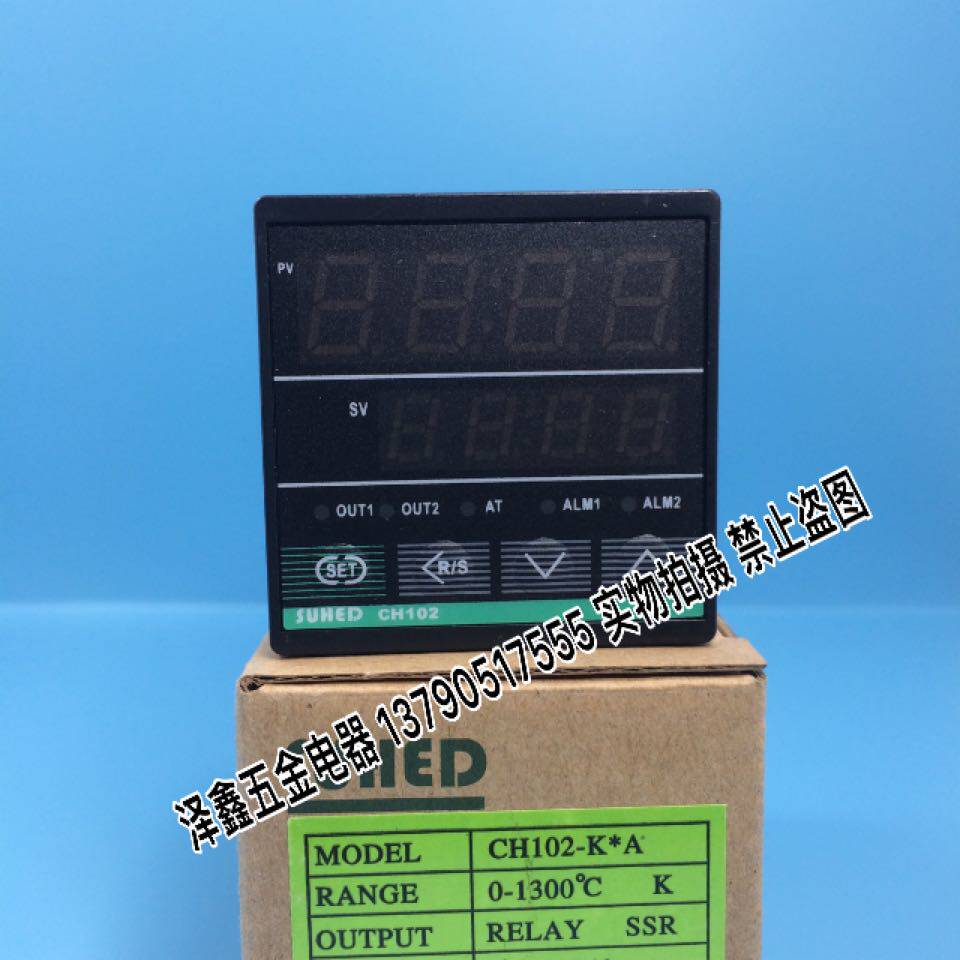 PV
SV
OUT1 OUT2 AT ALM1 ALM2
SET R/S
SUHED CH102
泽鑫五金电器 13790517555 实物拍摄 禁止盗图
SUHED
MODEL CH102-K*A
RANGE 0-1300℃ K
OUTPUT RELAY SSR